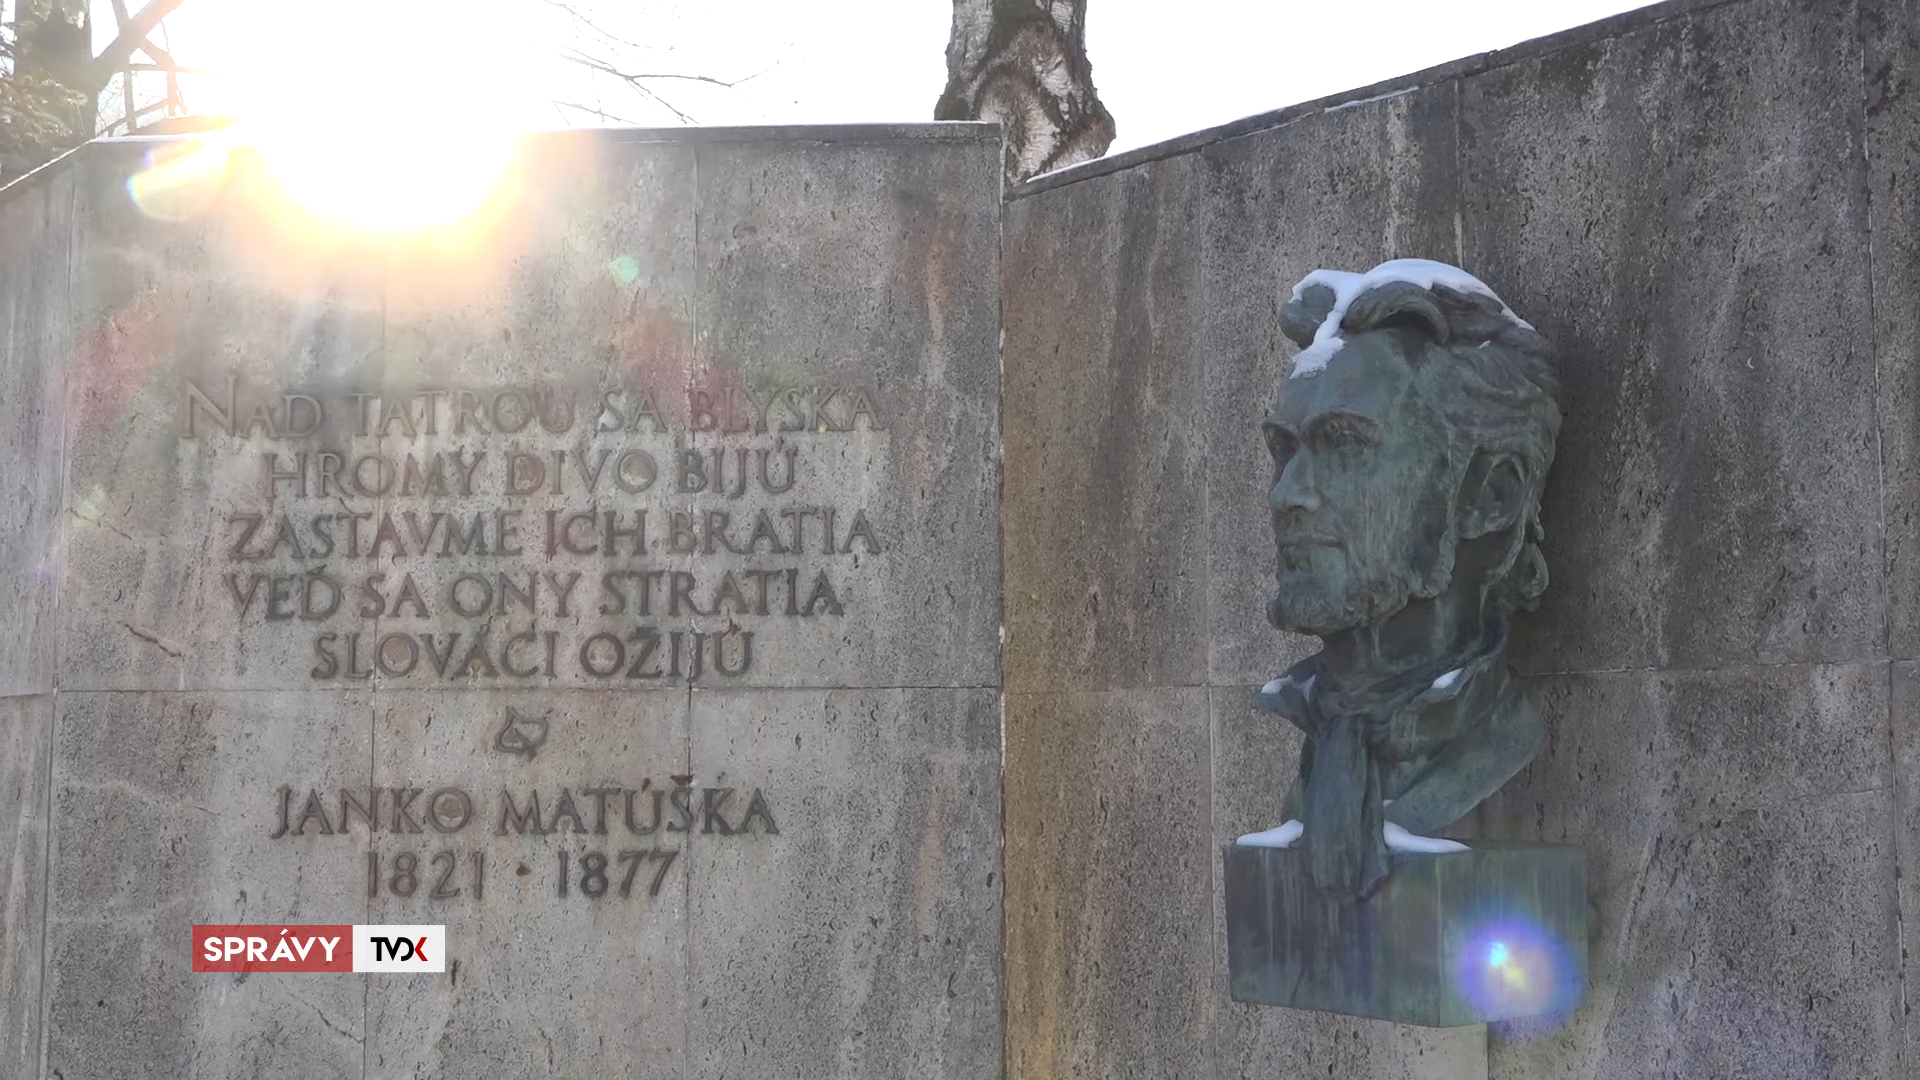 NAD TATROU SA BLÝSKA
HROMY DIVO BIJÚ
ZASTAVME ICH BRATIA
VEĎ SA ONY STRATIA
SLOVÁCI OŽIJÚ
JANKO MATÚŠKA
1821 · 1877
SPRÁVY TVDK